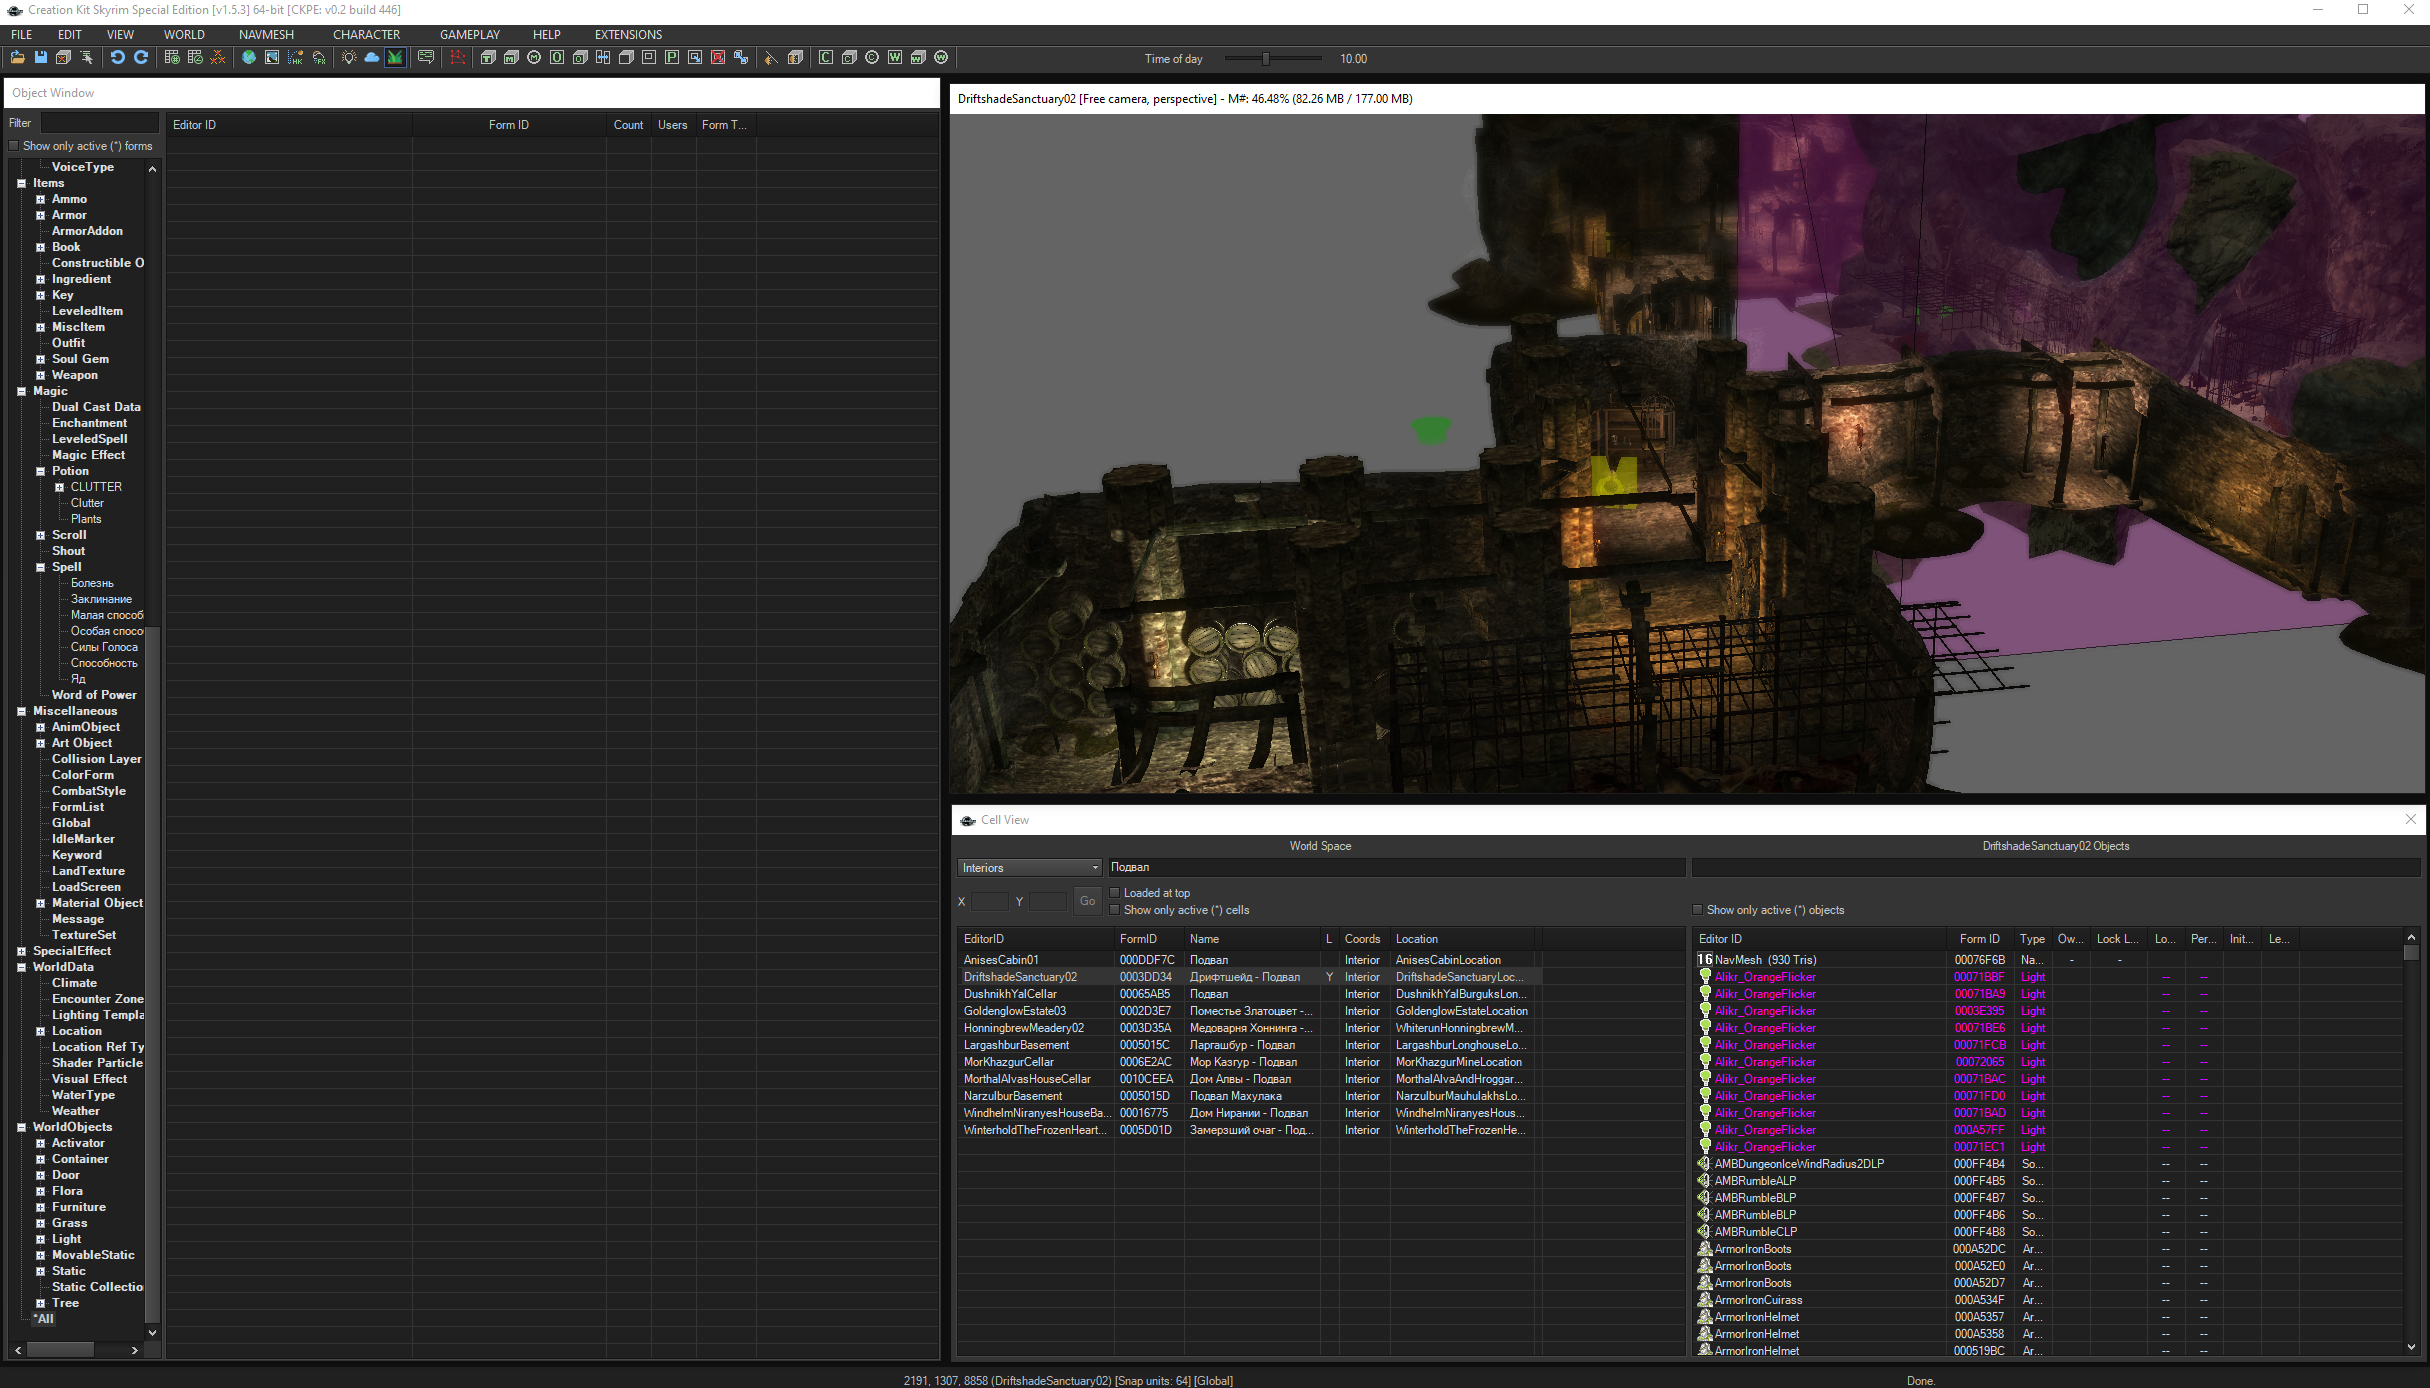 Creation Kit Skyrim Special Edition [v1.5.3] 64-bit [CKPE: v0.2 build 446]
FILE EDIT VIEW WORLD NAVMESH CHARACTER GAMEPLAY HELP EXTENSIONS
Time of day 10.00
Object Window
Filter
Show only active (*) forms
Editor ID Form ID Count Users Form T...
VoiceType
Items
Ammo
Armor
ArmorAddon
Book
Constructible O
Ingredient
Key
LeveledItem
MiscItem
Outfit
Soul Gem
Weapon
Magic
Dual Cast Data
Enchantment
LeveledSpell
Magic Effect
Potion
CLUTTER
Clutter
Plants
Scroll
Shout
Spell
Болезнь
Заклинание
Малая способ
Особая спосо
Силы Голоса
Способность
Яд
Word of Power
Miscellaneous
AnimObject
Art Object
Collision Layer
ColorForm
CombatStyle
FormList
Global
IdleMarker
Keyword
LandTexture
LoadScreen
Material Object
Message
TextureSet
SpecialEffect
WorldData
Climate
Encounter Zone
Lighting Templa
Location
Location Ref Ty
Shader Particle
Visual Effect
WaterType
Weather
WorldObjects
Activator
Container
Door
Flora
Furniture
Grass
Light
MovableStatic
Static
Static Collectio
Tree
*All
DriftshadeSanctuary02 [Free camera, perspective] - M#: 46.48% (82.26 MB / 177.00 MB)
Cell View
World Space
Interiors Подвал
X Y Go
Loaded at top
Show only active (*) cells
EditorID FormID Name L Coords Location
AnisesCabin01 000DDF7C Подвал Interior AnisesCabinLocation
DriftshadeSanctuary02 0003DD34 Дрифтшейд - Подвал Y Interior DriftshadeSanctuaryLoc...
DushnikhYalCellar 00065AB5 Подвал Interior DushnikhYalBurguksLon...
GoldenglowEstate03 0002D3E7 Поместье Златоцвет -... Interior GoldenglowEstateLocation
HonningbrewMeadery02 0003D35A Медоварня Хоннинга -... Interior WhiterunHonningbrewM...
LargashburBasement 0005015C Ларгашбур - Подвал Interior LargashburLonghouseLo...
MorKhazgurCellar 0006E2AC Мор Казгур - Подвал Interior MorKhazgurMineLocation
MorthalAlvasHouseCellar 0010CEEA Дом Алвы - Подвал Interior MorthalAlvaAndHroggar...
NarzulburBasement 0005015D Подвал Махулака Interior NarzulburMauhulakhsLo...
WindhelmNiranyesHouseBa... 00016775 Дом Нирании - Подвал Interior WindhelmNiranyesHous...
WinterholdTheFrozenHeart... 0005D01D Замерзший очаг - Под... Interior WinterholdTheFrozenHe...
DriftshadeSanctuary02 Objects
Show only active (*) objects
Editor ID Form ID Type Ow... Lock L... Lo... Per... Init... Le...
16 NavMesh (930 Tris) 00076F6B Na... - -
Alikr_OrangeFlicker 00071BBF Light -- --
Alikr_OrangeFlicker 00071BA9 Light -- --
Alikr_OrangeFlicker 0003E395 Light -- --
Alikr_OrangeFlicker 00071BE6 Light -- --
Alikr_OrangeFlicker 00071FCB Light -- --
Alikr_OrangeFlicker 00072065 Light -- --
Alikr_OrangeFlicker 00071BAC Light -- --
Alikr_OrangeFlicker 00071FD0 Light -- --
Alikr_OrangeFlicker 00071BAD Light -- --
Alikr_OrangeFlicker 000A57FF Light -- --
Alikr_OrangeFlicker 00071EC1 Light -- --
AMBDungeonIceWindRadius2DLP 000FF4B4 So... -- --
AMBRumbleALP 000FF4B5 So... -- --
AMBRumbleBLP 000FF4B7 So... -- --
AMBRumbleBLP 000FF4B6 So... -- --
AMBRumbleCLP 000FF4B8 So... -- --
ArmorIronBoots 000A52DC Ar... -- --
ArmorIronBoots 000A52E0 Ar... -- --
ArmorIronBoots 000A52D7 Ar... -- --
ArmorIronCuirass 000A534F Ar... -- --
ArmorIronHelmet 000A5357 Ar... -- --
ArmorIronHelmet 000A5358 Ar... -- --
ArmorIronHelmet 000519BC Ar... -- --
2191, 1307, 8858 (DriftshadeSanctuary02) [Snap units: 64] [Global] Done.